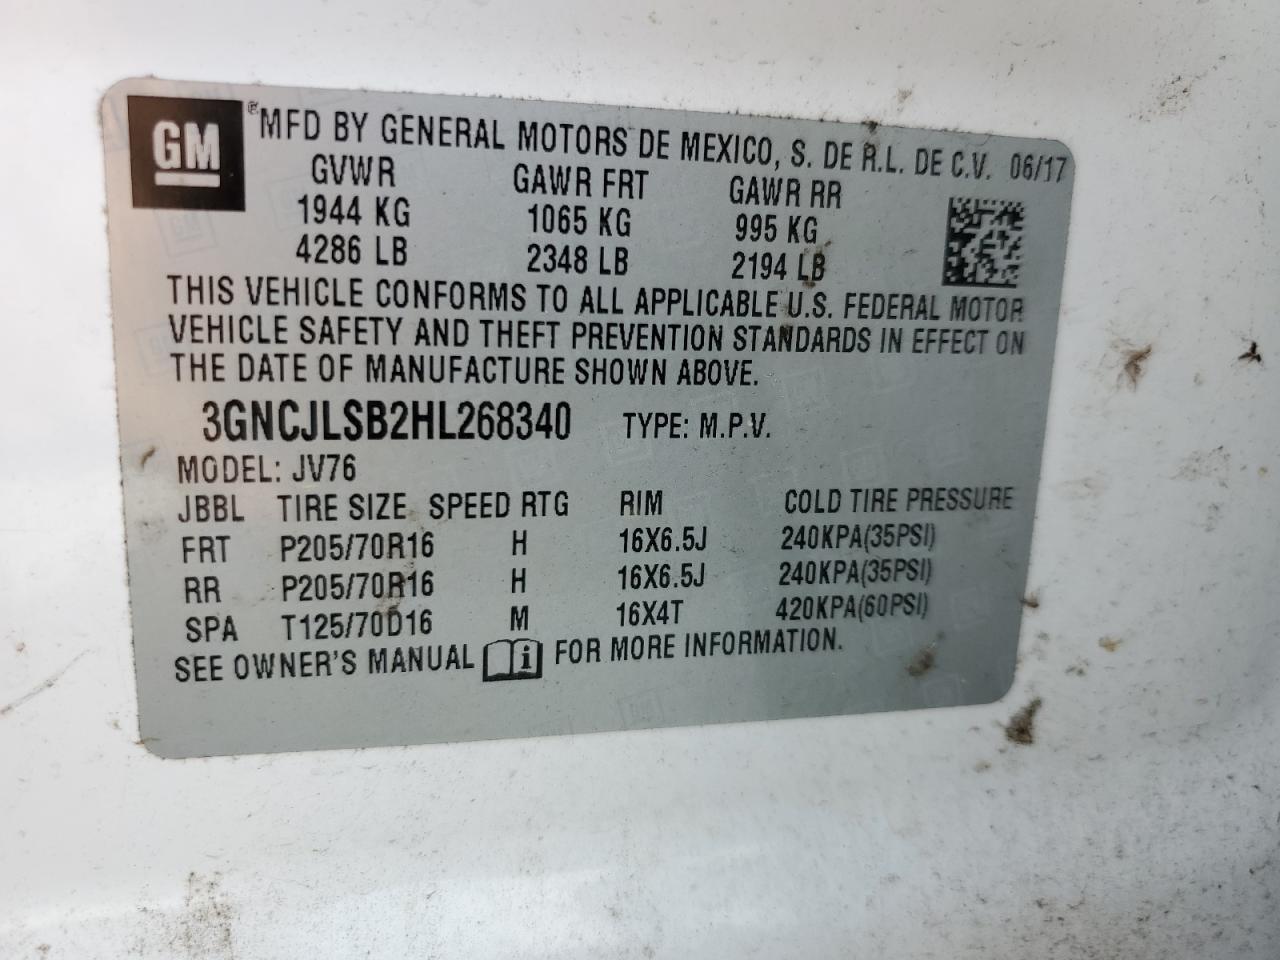 GM
®MFD BY GENERAL MOTORS DE MEXICO, S. DE R.L. DE C.V. 06/17
GVWR GAWR FRT GAWR RR
1944 KG 1065 KG 995 KG
4286 LB 2348 LB 2194 LB
THIS VEHICLE CONFORMS TO ALL APPLICABLE U.S. FEDERAL MOTOR
VEHICLE SAFETY AND THEFT PREVENTION STANDARDS IN EFFECT ON
THE DATE OF MANUFACTURE SHOWN ABOVE.
3GNCJLSB2HL268340 TYPE: M.P.V.
MODEL: JV76
JBBL TIRE SIZE SPEED RTG RIM COLD TIRE PRESSURE
FRT P205/70R16 H 16X6.5J 240KPA(35PSI)
RR P205/70R16 H 16X6.5J 240KPA(35PSI)
SPA T125/70D16 M 16X4T 420KPA(60PSI)
SEE OWNER'S MANUAL i FOR MORE INFORMATION.